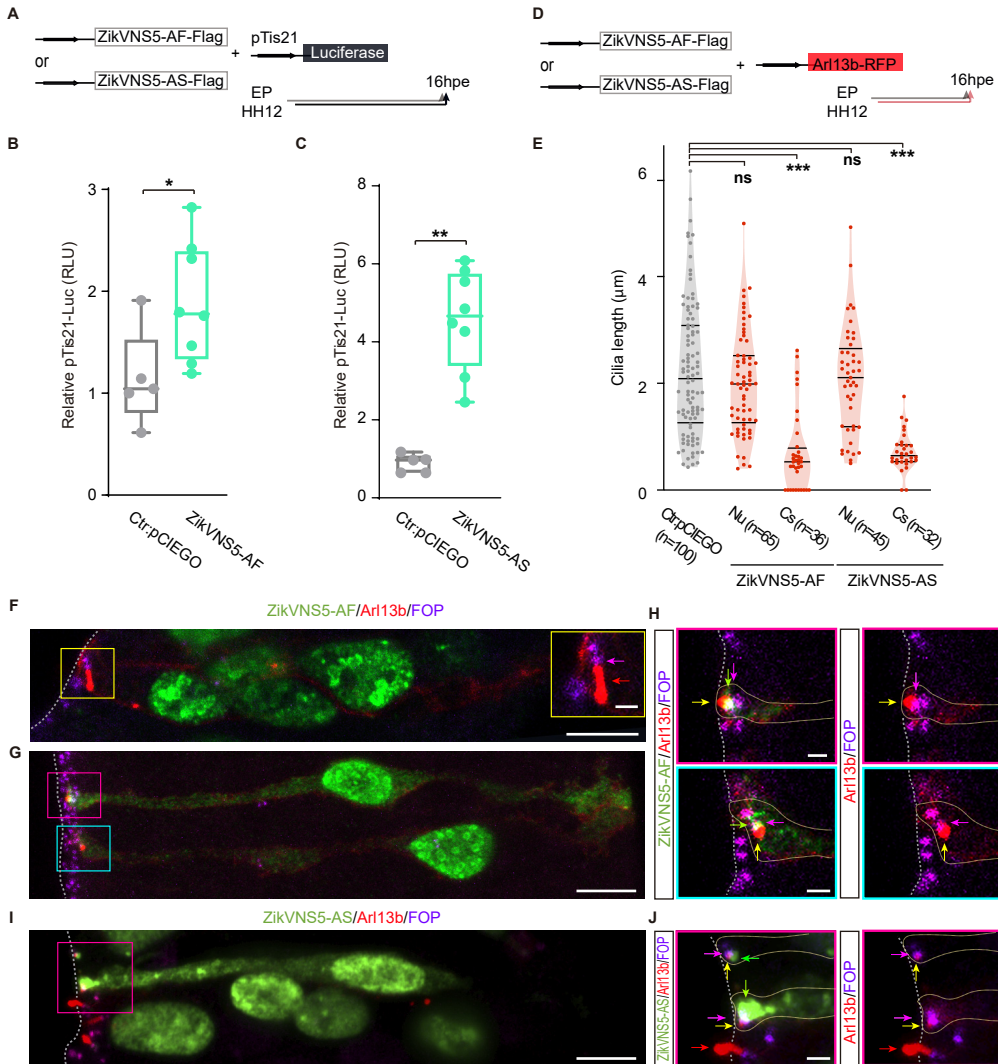 A
ZikVNS5-AF-Flag
or
ZikVNS5-AS-Flag
+
pTis21
Luciferase
EP
HH12
16hpe
D
ZikVNS5-AF-Flag
or
ZikVNS5-AS-Flag
+
Arl13b-RFP
EP
HH12
16hpe
B
Relative pTis21-Luc (RLU)
3
2
1
0
*
Ctr:pCIEGO
ZikVNS5-AF
C
Relative pTis21-Luc (RLU)
8
6
4
2
0
**
Ctr:pCIEGO
ZikVNS5-AS
E
Cilia length (µm)
6
4
2
0
ns
***
ns
***
Ctr:pCIEGO
(n=100)
Nu (n=65)
Cs (n=36)
Nu (n=45)
Cs (n=32)
ZikVNS5-AF
ZikVNS5-AS
F
ZikVNS5-AF/Arl13b/FOP
G
H
ZikVNS5-AF/Arl13b/FOP
Arl13b/FOP
I
ZikVNS5-AS/Arl13b/FOP
J
ZikVNS5-AS/Arl13b/FOP
Arl13b/FOP